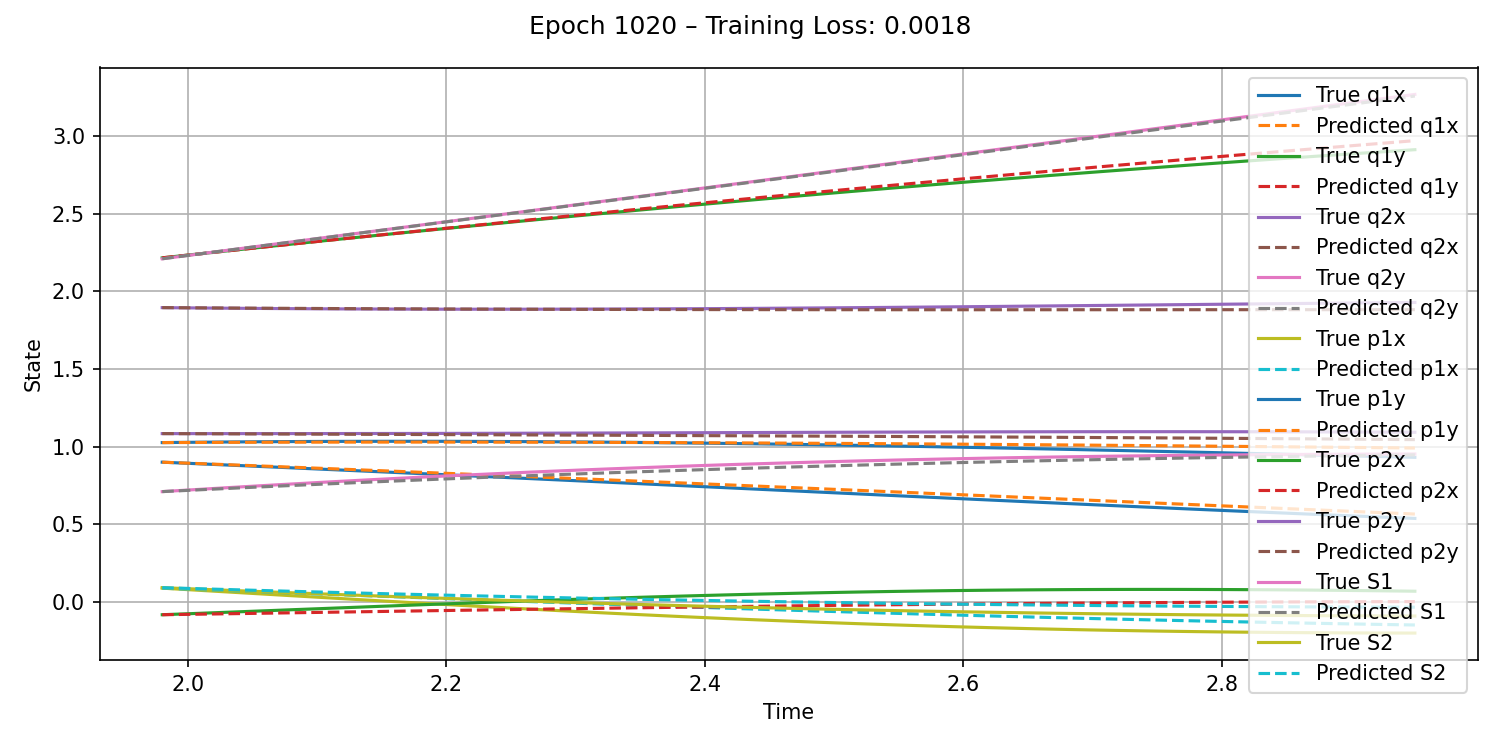 Epoch 1020 – Training Loss: 0.0018
State
3.0
2.5
2.0
1.5
1.0
0.5
0.0
True q1x
Predicted q1x
True q1y
Predicted q1y
True q2x
Predicted q2x
True q2y
Predicted q2y
True p1x
Predicted p1x
True p1y
Predicted p1y
True p2x
Predicted p2x
True p2y
Predicted p2y
True S1
Predicted S1
True S2
Predicted S2
2.0 2.2 2.4 2.6 2.8
Time